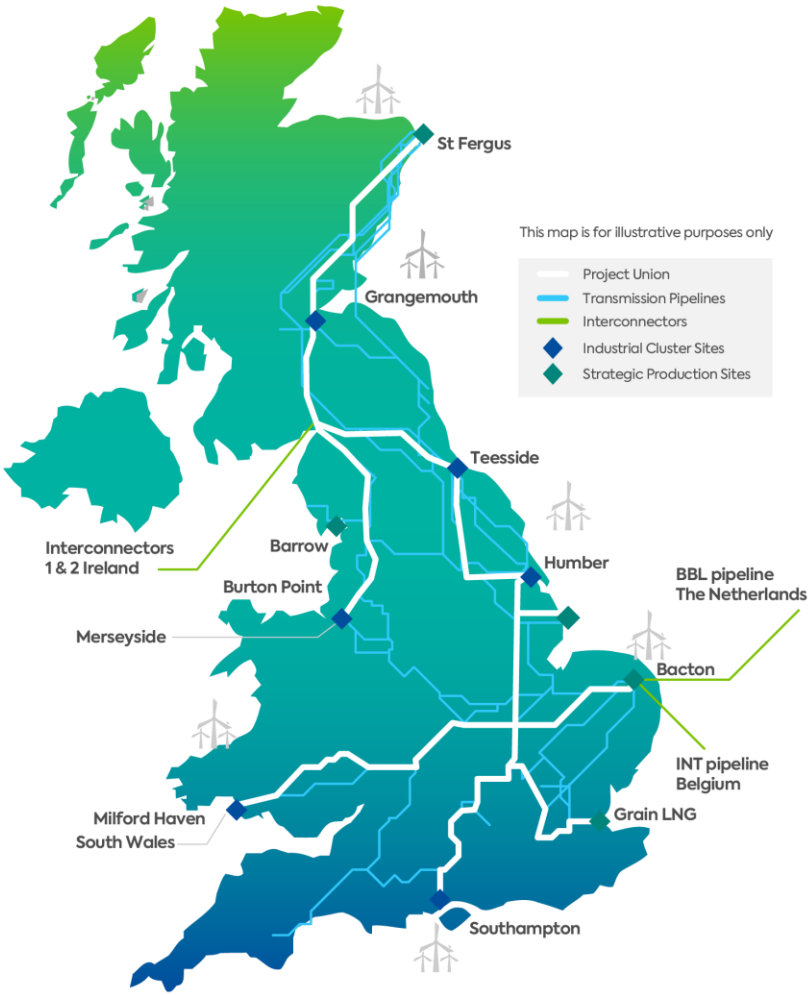 St Fergus
This map is for illustrative purposes only
Project Union
Transmission Pipelines
Interconnectors
Industrial Cluster Sites
Strategic Production Sites
Grangemouth
Teesside
Interconnectors
1 & 2 Ireland
Barrow
Humber
Burton Point
BBL pipeline
The Netherlands
Merseyside
Bacton
INT pipeline
Belgium
Milford Haven
South Wales
Grain LNG
Southampton